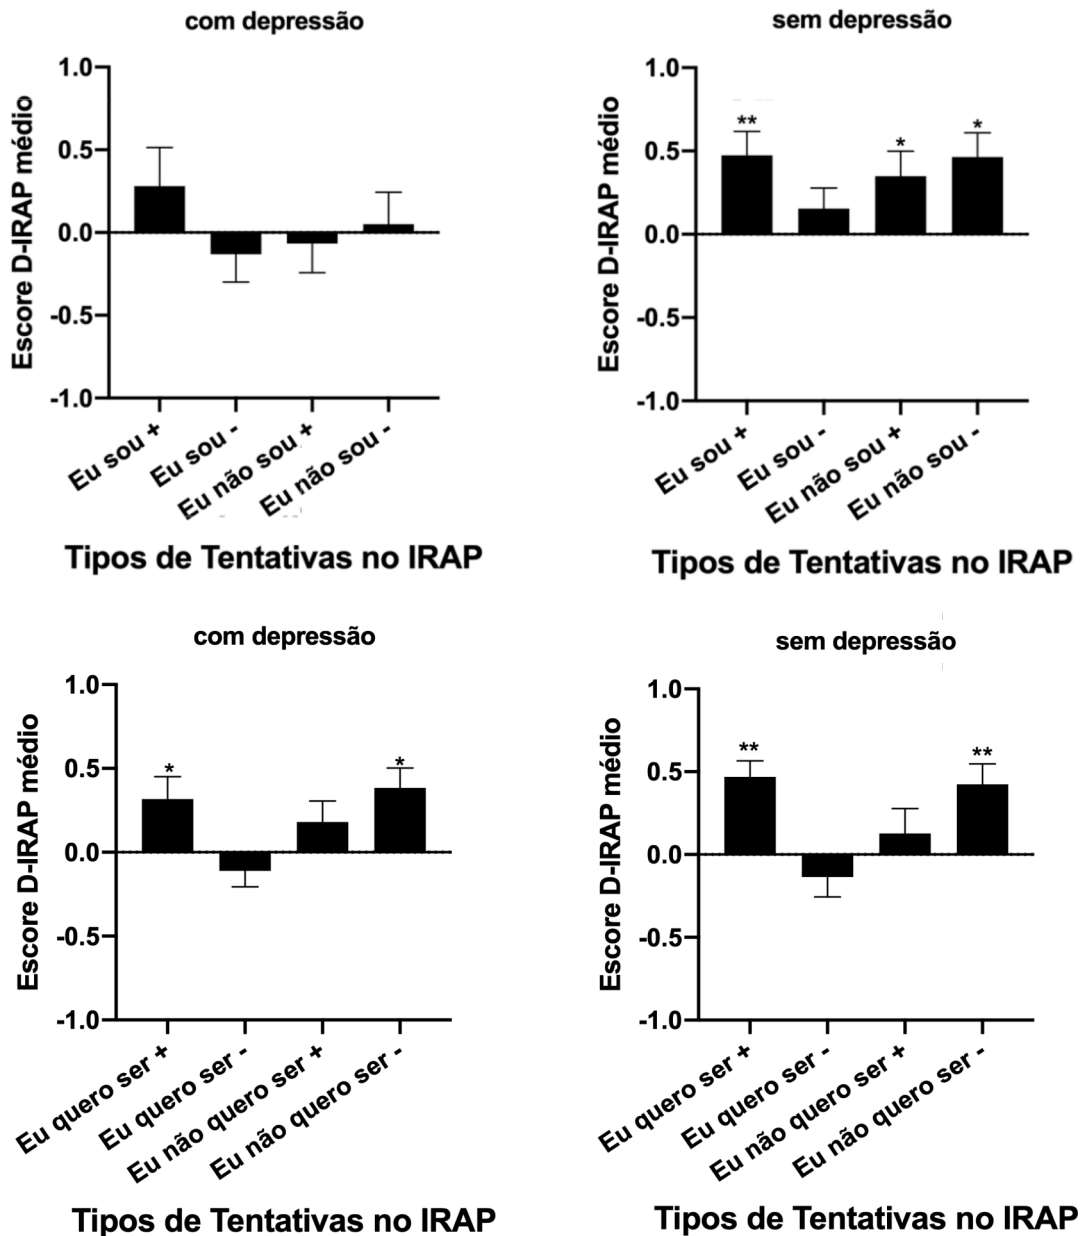 com depressão
Escore D-IRAP médio
1.0
0.5
0.0
-0.5
-1.0
Eu sou +
Eu sou -
Eu não sou +
Eu não sou -
Tipos de Tentativas no IRAP
sem depressão
Escore D-IRAP médio
1.0
0.5
0.0
-0.5
-1.0
**
*
*
Eu sou +
Eu sou -
Eu não sou +
Eu não sou -
Tipos de Tentativas no IRAP
com depressão
Escore D-IRAP médio
1.0
0.5
0.0
-0.5
-1.0
*
*
Eu quero ser +
Eu quero ser -
Eu não quero ser +
Eu não quero ser -
Tipos de Tentativas no IRAP
sem depressão
Escore D-IRAP médio
1.0
0.5
0.0
-0.5
-1.0
**
**
Eu quero ser +
Eu quero ser -
Eu não quero ser +
Eu não quero ser -
Tipos de Tentativas no IRAP